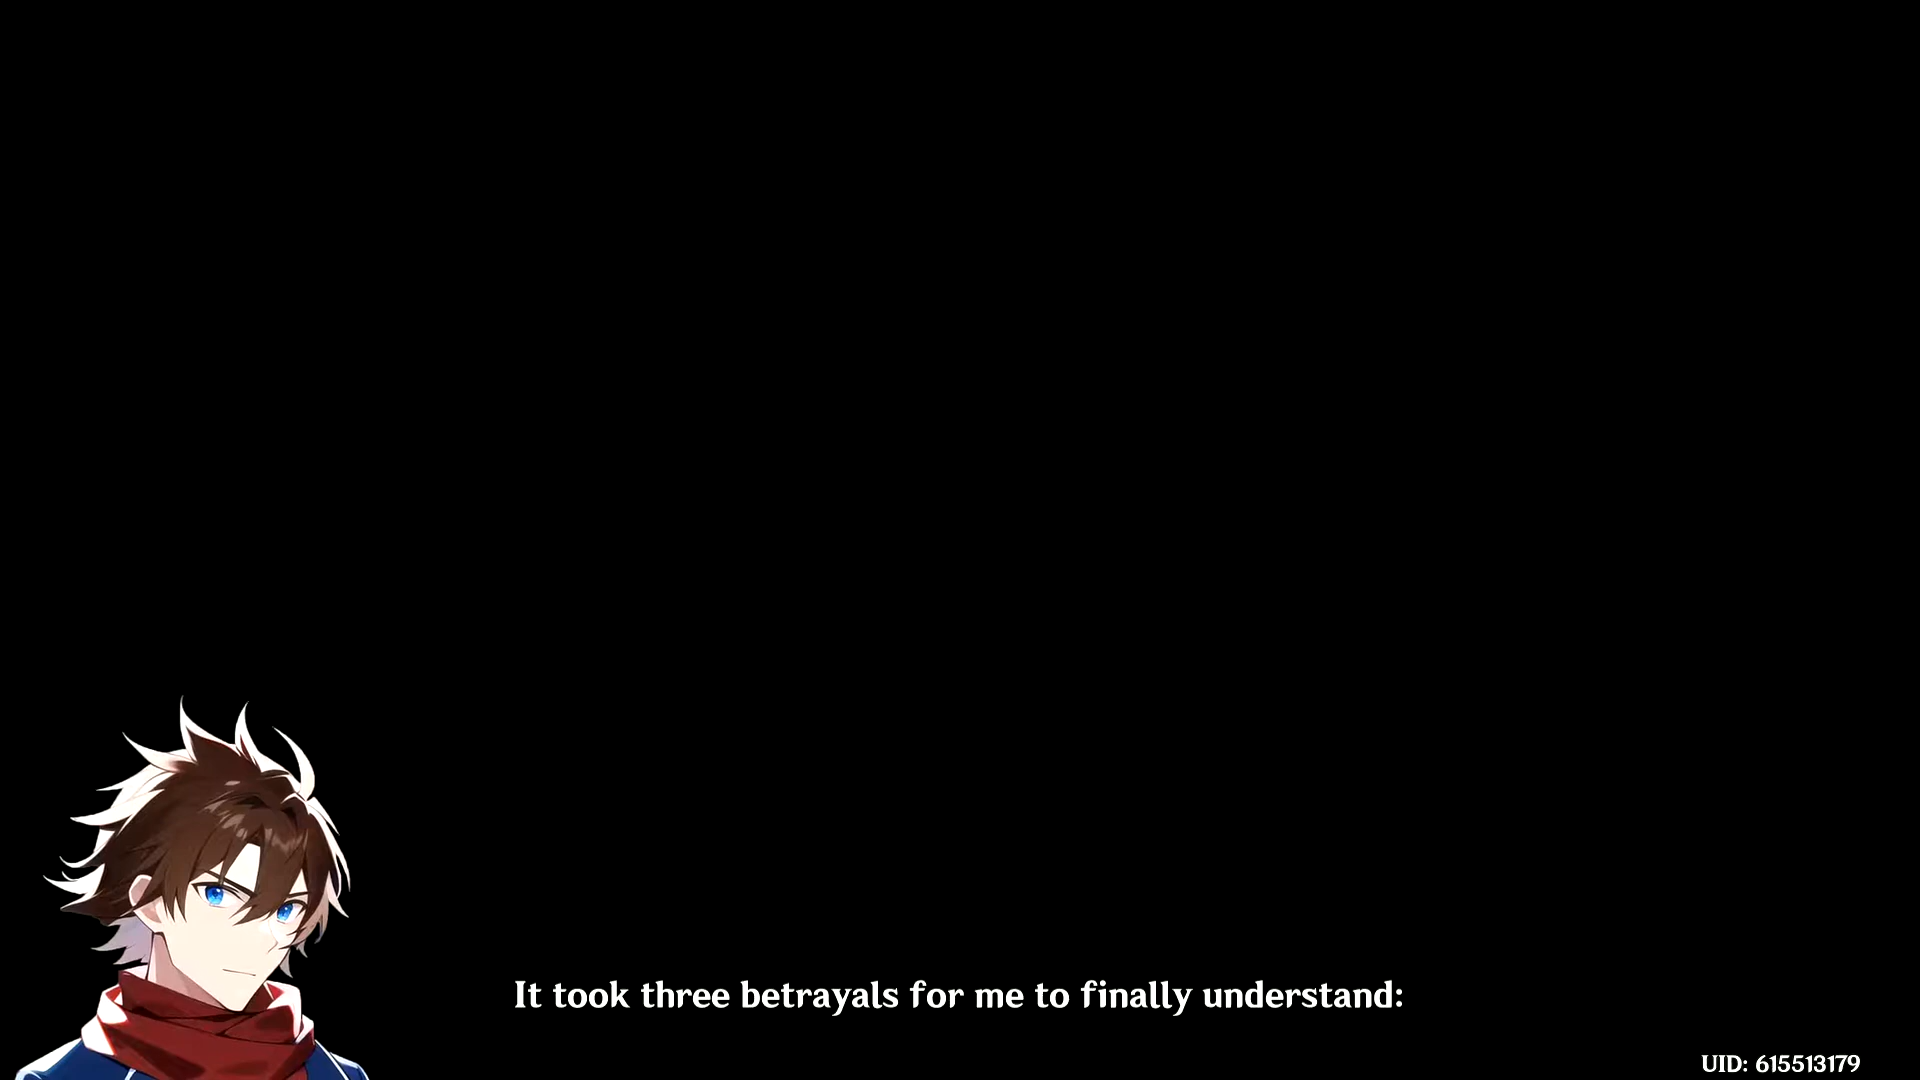 It took three betrayals for me to finally understand:
UID: 615513179